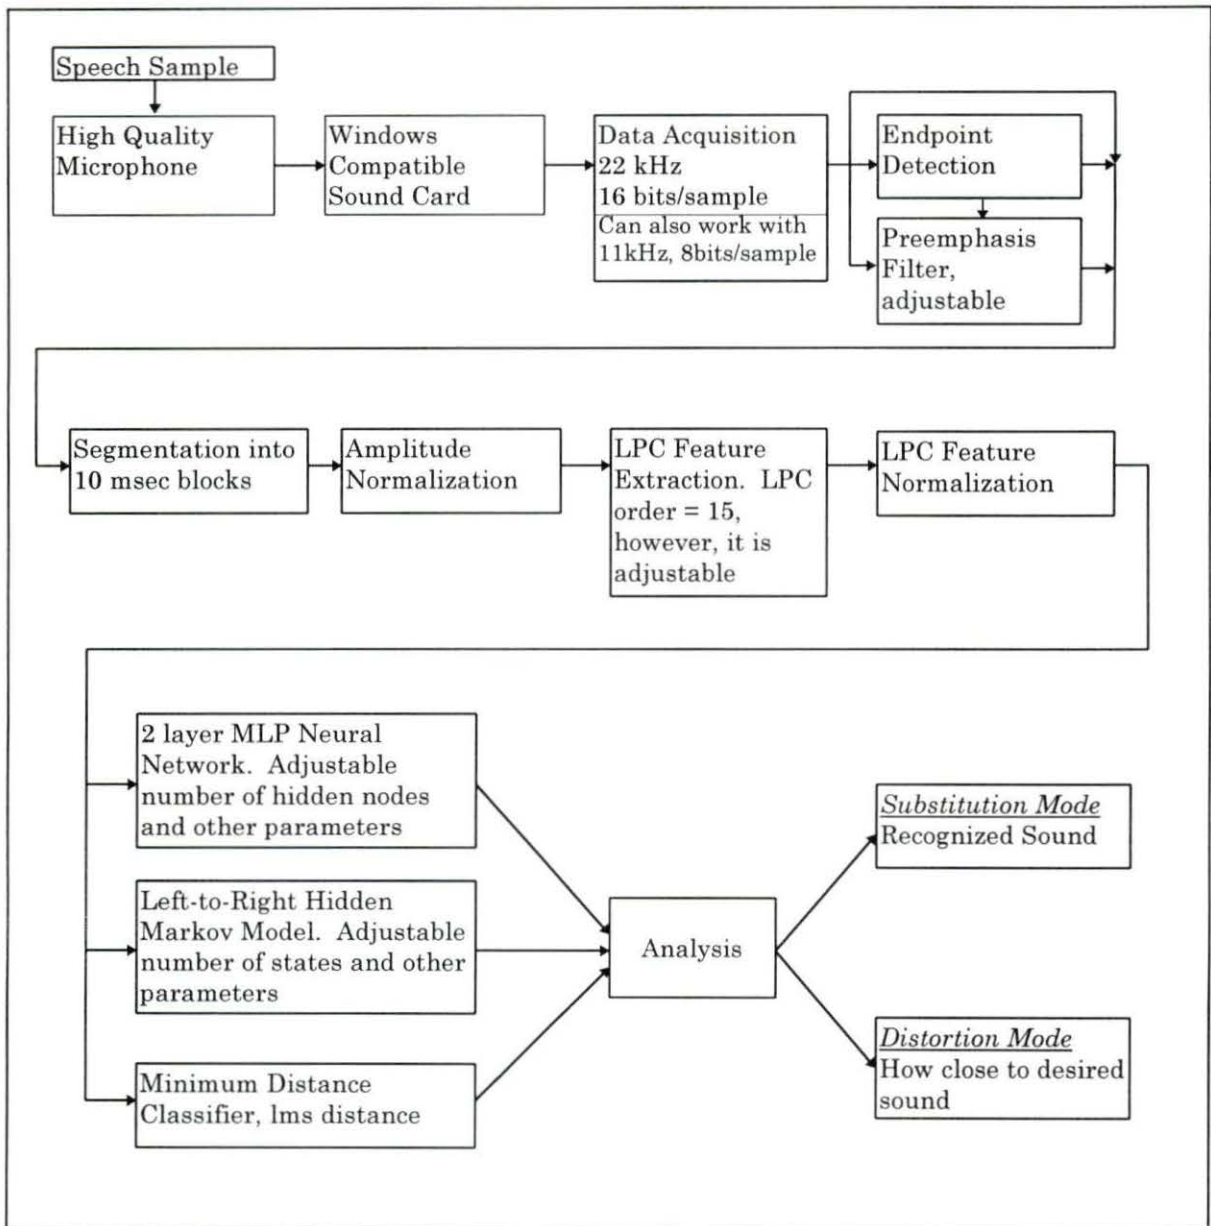 Speech Sample
High Quality
Microphone
Windows
Compatible
Sound Card
Data Acquisition
22 kHz
16 bits/sample
Can also work with
11kHz, 8bits/sample
Endpoint
Detection
Preemphasis
Filter,
adjustable
Segmentation into
10 msec blocks
Amplitude
Normalization
LPC Feature
Extraction. LPC
order = 15,
however, it is
adjustable
LPC Feature
Normalization
2 layer MLP Neural
Network. Adjustable
number of hidden nodes
and other parameters
Left-to-Right Hidden
Markov Model. Adjustable
number of states and other
parameters
Minimum Distance
Classifier, lms distance
Analysis
Substitution Mode
Recognized Sound
Distortion Mode
How close to desired
sound